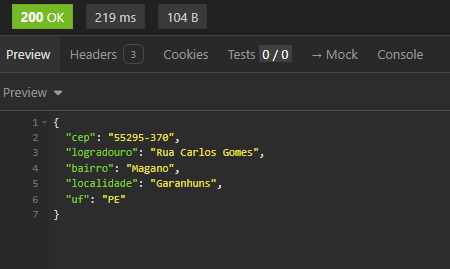 200 OK 219 ms 104 B
Preview Headers 3 Cookies Tests 0 / 0 → Mock Console
Preview
1 {
2 "cep": "55295-370",
3 "logradouro": "Rua Carlos Gomes",
4 "bairro": "Magano",
5 "localidade": "Garanhuns",
6 "uf": "PE"
7 }